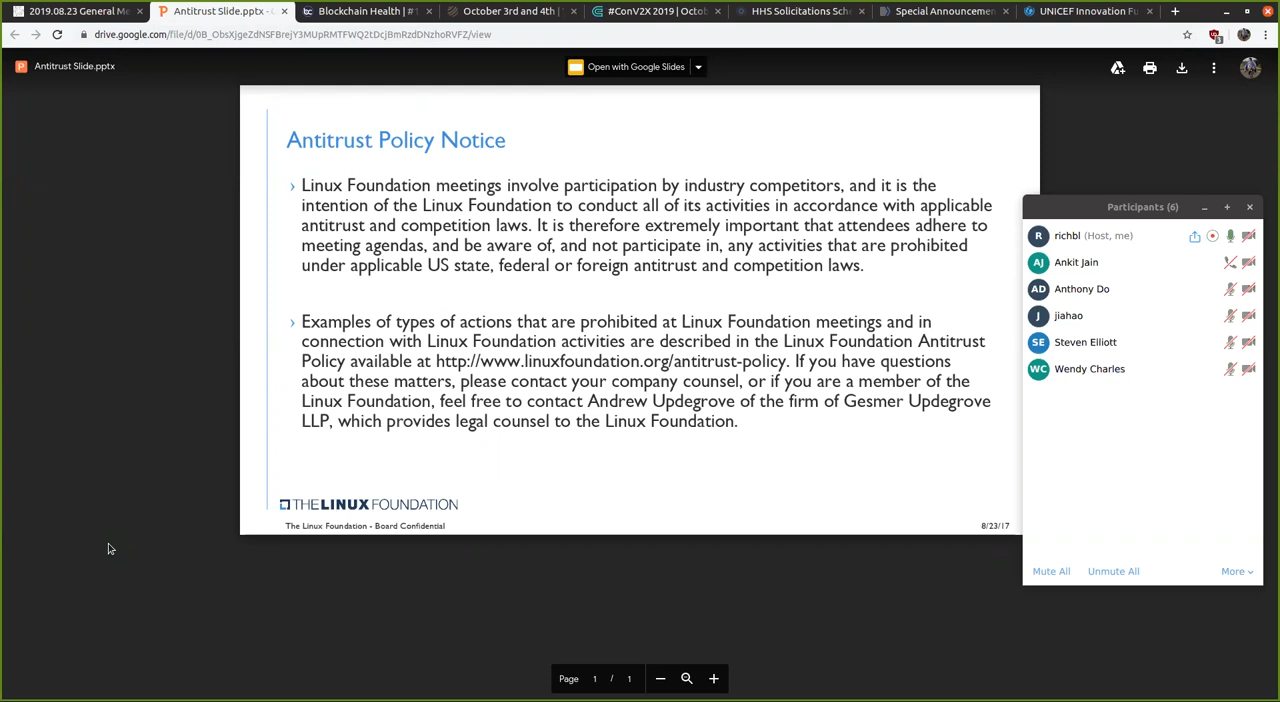 2019.08.23 General Me
Antitrust Slide.pptx -
Blockchain Health | #1
October 3rd and 4th |
#ConV2X 2019 | Octob
HHS Solicitations Sche
Special Announcemen
UNICEF Innovation Fu
drive.google.com/file/d/0B_ObsXjgeZdNSFBrejY3MUpRMTFWQ2tDcjBmRzdDNzhoRVFZ/view
3
P Antitrust Slide.pptx
Open with Google Slides
Antitrust Policy Notice
› Linux Foundation meetings involve participation by industry competitors, and it is the
intention of the Linux Foundation to conduct all of its activities in accordance with applicable
antitrust and competition laws. It is therefore extremely important that attendees adhere to
meeting agendas, and be aware of, and not participate in, any activities that are prohibited
under applicable US state, federal or foreign antitrust and competition laws.
› Examples of types of actions that are prohibited at Linux Foundation meetings and in
connection with Linux Foundation activities are described in the Linux Foundation Antitrust
Policy available at http://www.linuxfoundation.org/antitrust-policy. If you have questions
about these matters, please contact your company counsel, or if you are a member of the
Linux Foundation, feel free to contact Andrew Updegrove of the firm of Gesmer Updegrove
LLP, which provides legal counsel to the Linux Foundation.
THE LINUX FOUNDATION
The Linux Foundation - Board Confidential
8/23/17
Participants (6)
R richbl (Host, me)
AJ Ankit Jain
AD Anthony Do
J jiahao
SE Steven Elliott
WC Wendy Charles
Mute All Unmute All More
Page 1 / 1